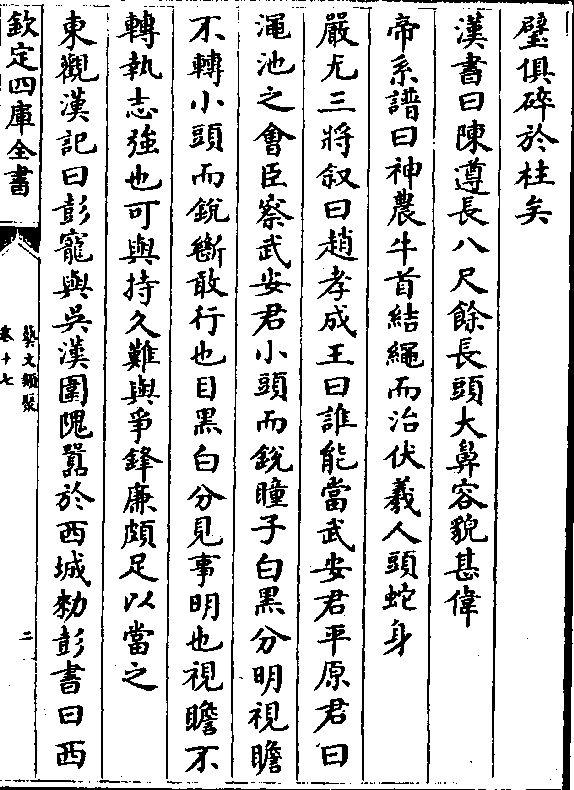 璧俱碎於柱矣
漢書曰陳遵長八尺餘長頭大鼻容貌甚偉
帝系譜曰神農牛首結繩而治伏羲人頭蛇身
嚴尤三將叙曰趙孝成王曰誰能當武安君平原君曰
澠池之會臣察武安君小頭而銳瞳子白黑分明視瞻
不轉小頭而銳斷敢行也目黑白分見事明也視瞻不
轉執志強也可與持久難與爭鋒廉頗足以當之
東觀漢記曰彭寵與吳漢圍隗囂於西城勑彭書曰西
欽定四庫全書
藝文類聚
卷十七
二